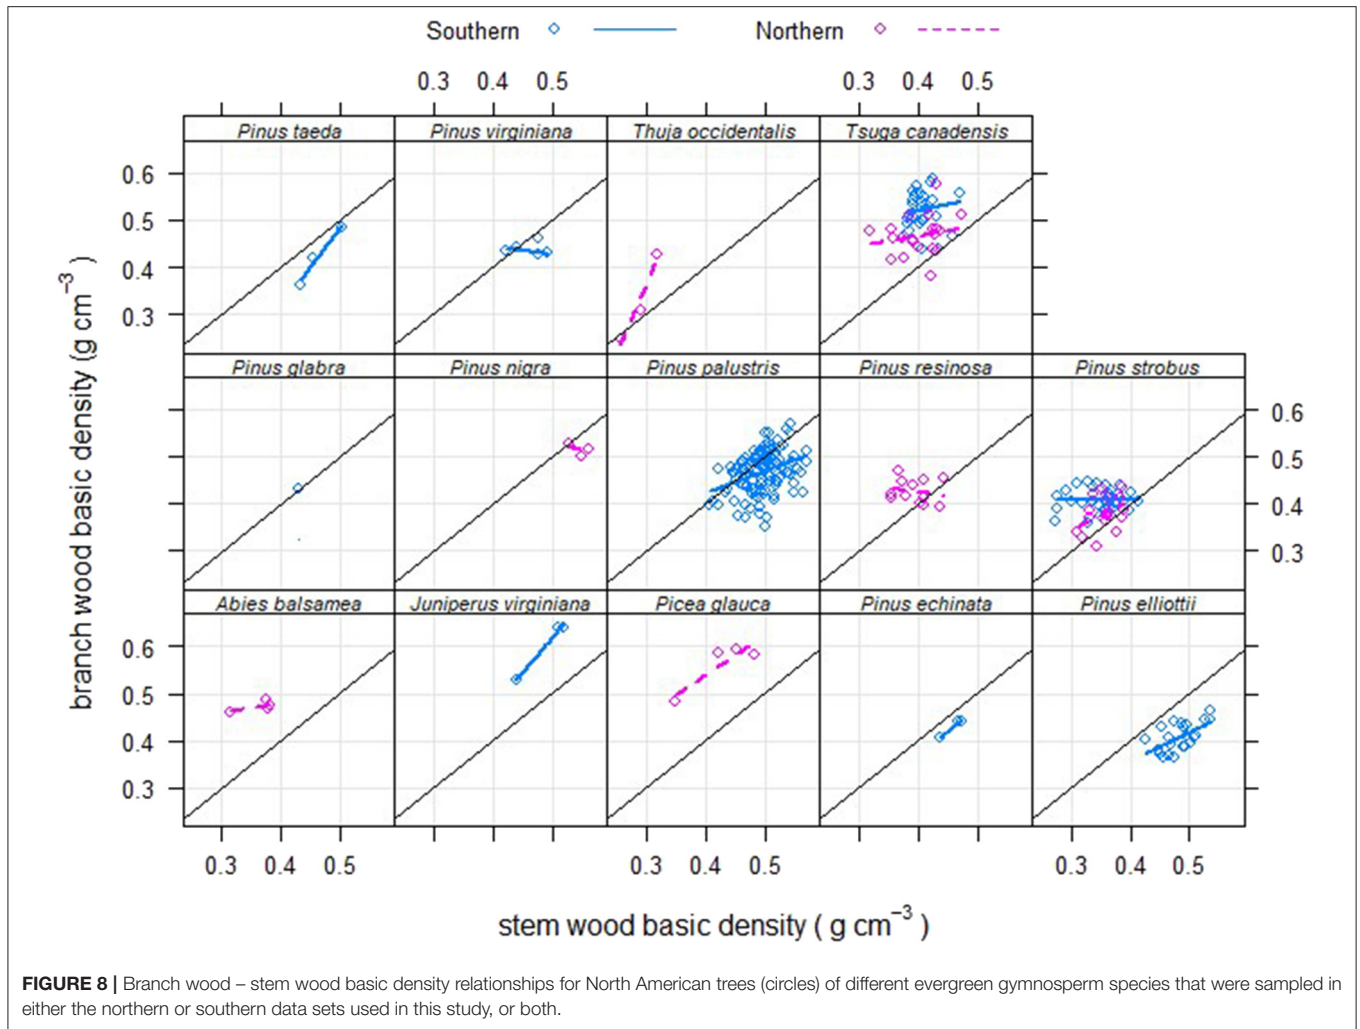 Southern Northern
0.3 0.4 0.5 0.3 0.4 0.5
Pinus taeda Pinus virginiana Thuja occidentalis Tsuga canadensis
0.6
0.5
0.4
0.3
Pinus glabra Pinus nigra Pinus palustris Pinus resinosa Pinus strobus
0.6
0.5
0.4
0.3
Abies balsamea Juniperus virginiana Picea glauca Pinus echinata Pinus elliottii
0.6
0.5
0.4
0.3
0.3 0.4 0.5 0.3 0.4 0.5 0.3 0.4 0.5
branch wood basic density (g cm⁻³)
stem wood basic density ( g cm⁻³ )
FIGURE 8 | Branch wood – stem wood basic density relationships for North American trees (circles) of different evergreen gymnosperm species that were sampled in
either the northern or southern data sets used in this study, or both.